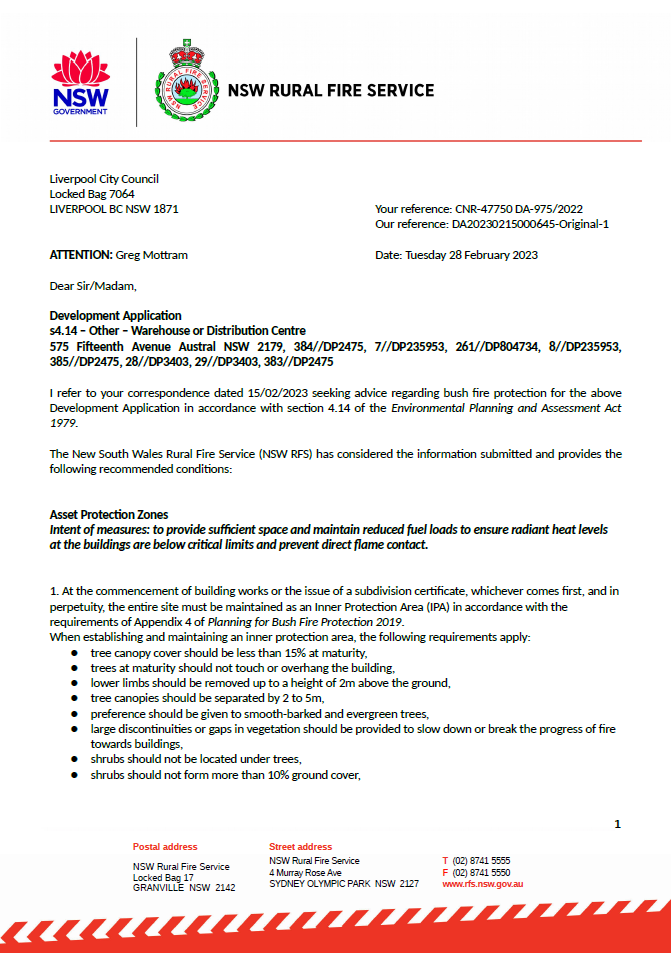 NSW
GOVERNMENT
NSW RURAL FIRE SERVICE
NSW RURAL FIRE SERVICE
Liverpool City Council
Locked Bag 7064
LIVERPOOL BC NSW 1871
Your reference: CNR-47750 DA-975/2022
Our reference: DA20230215000645-Original-1
ATTENTION: Greg Mottram
Date: Tuesday 28 February 2023
Dear Sir/Madam,
Development Application
s4.14 – Other – Warehouse or Distribution Centre
575 Fifteenth Avenue Austral NSW 2179, 384//DP2475, 7//DP235953, 261//DP804734, 8//DP235953,
385//DP2475, 28//DP3403, 29//DP3403, 383//DP2475
I refer to your correspondence dated 15/02/2023 seeking advice regarding bush fire protection for the above
Development Application in accordance with section 4.14 of the Environmental Planning and Assessment Act
1979.
The New South Wales Rural Fire Service (NSW RFS) has considered the information submitted and provides the
following recommended conditions:
Asset Protection Zones
Intent of measures: to provide sufficient space and maintain reduced fuel loads to ensure radiant heat levels
at the buildings are below critical limits and prevent direct flame contact.
1. At the commencement of building works or the issue of a subdivision certificate, whichever comes first, and in
perpetuity, the entire site must be maintained as an Inner Protection Area (IPA) in accordance with the
requirements of Appendix 4 of Planning for Bush Fire Protection 2019.
When establishing and maintaining an inner protection area, the following requirements apply:
● tree canopy cover should be less than 15% at maturity,
● trees at maturity should not touch or overhang the building,
● lower limbs should be removed up to a height of 2m above the ground,
● tree canopies should be separated by 2 to 5m,
● preference should be given to smooth-barked and evergreen trees,
● large discontinuities or gaps in vegetation should be provided to slow down or break the progress of fire
towards buildings,
● shrubs should not be located under trees,
● shrubs should not form more than 10% ground cover,
1
Postal address
NSW Rural Fire Service
Locked Bag 17
GRANVILLE NSW 2142
Street address
NSW Rural Fire Service
4 Murray Rose Ave
SYDNEY OLYMPIC PARK NSW 2127
T (02) 8741 5555
F (02) 8741 5550
www.rfs.nsw.gov.au